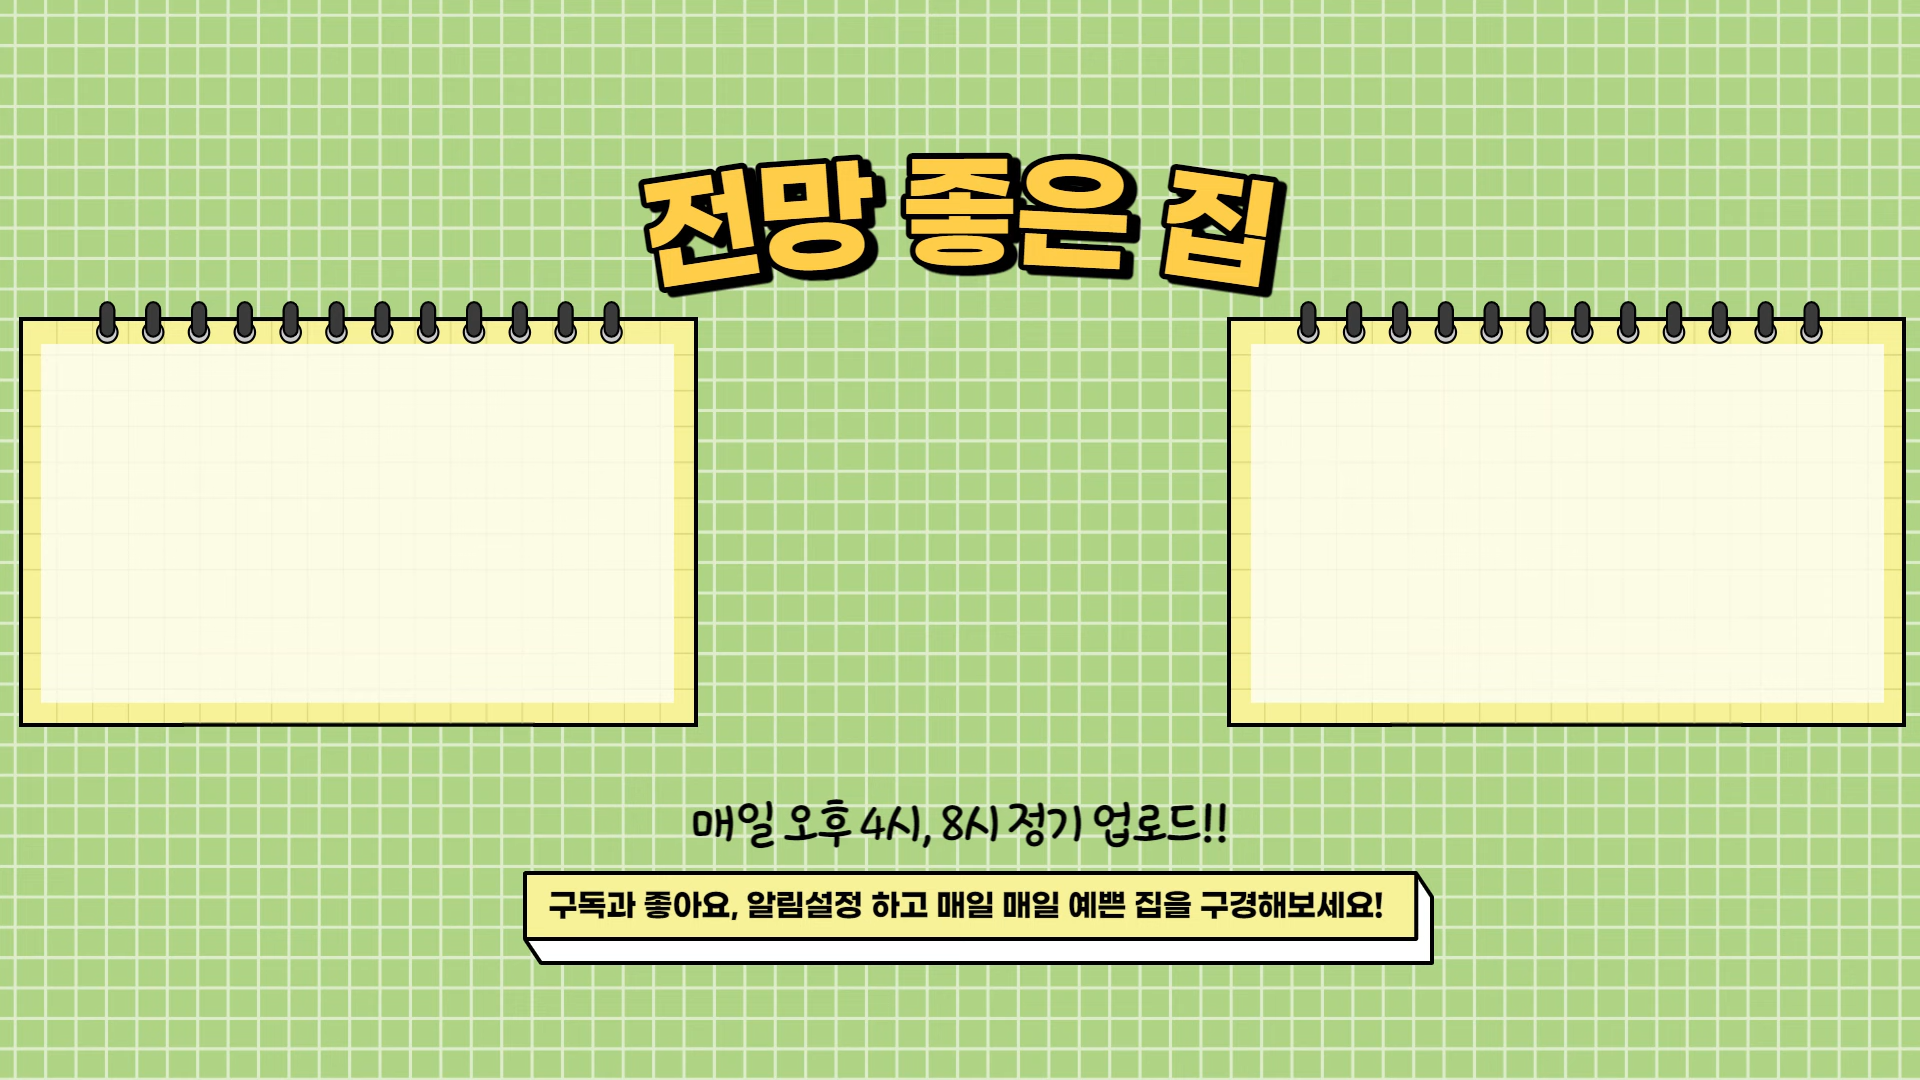 전망 좋은 집
매일 오후 4시, 8시 정기 업로드!!
구독과 좋아요, 알림설정 하고 매일 매일 예쁜 집을 구경해보세요!